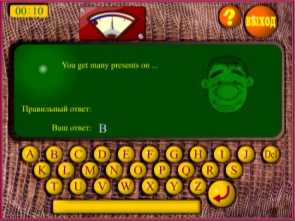 00:10
?
ВЫХОД
You get many presents on ...
Правильный ответ:
Ваш ответ: B
A B C D E F G H I J Del
K L M N O P Q R S
T U V W X Y Z